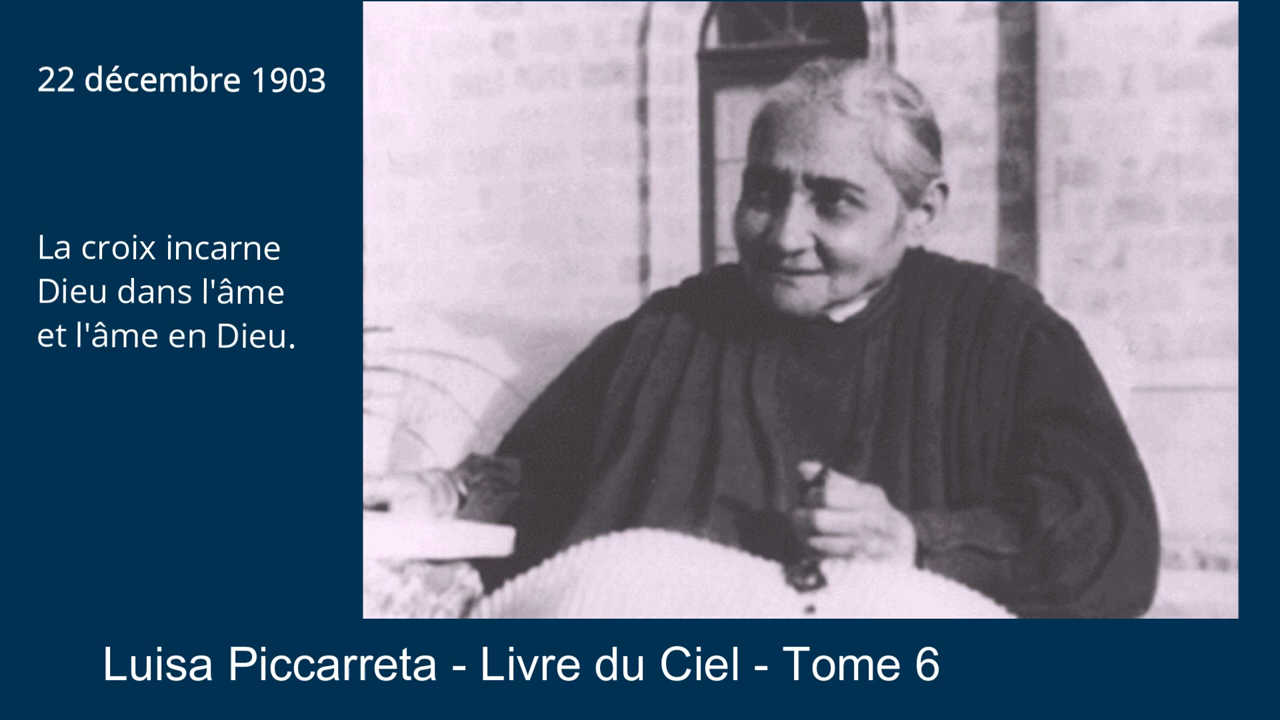 22 décembre 1903
La croix incarne
Dieu dans l'âme
et l'âme en Dieu.
Luisa Piccarreta - Livre du Ciel - Tome 6